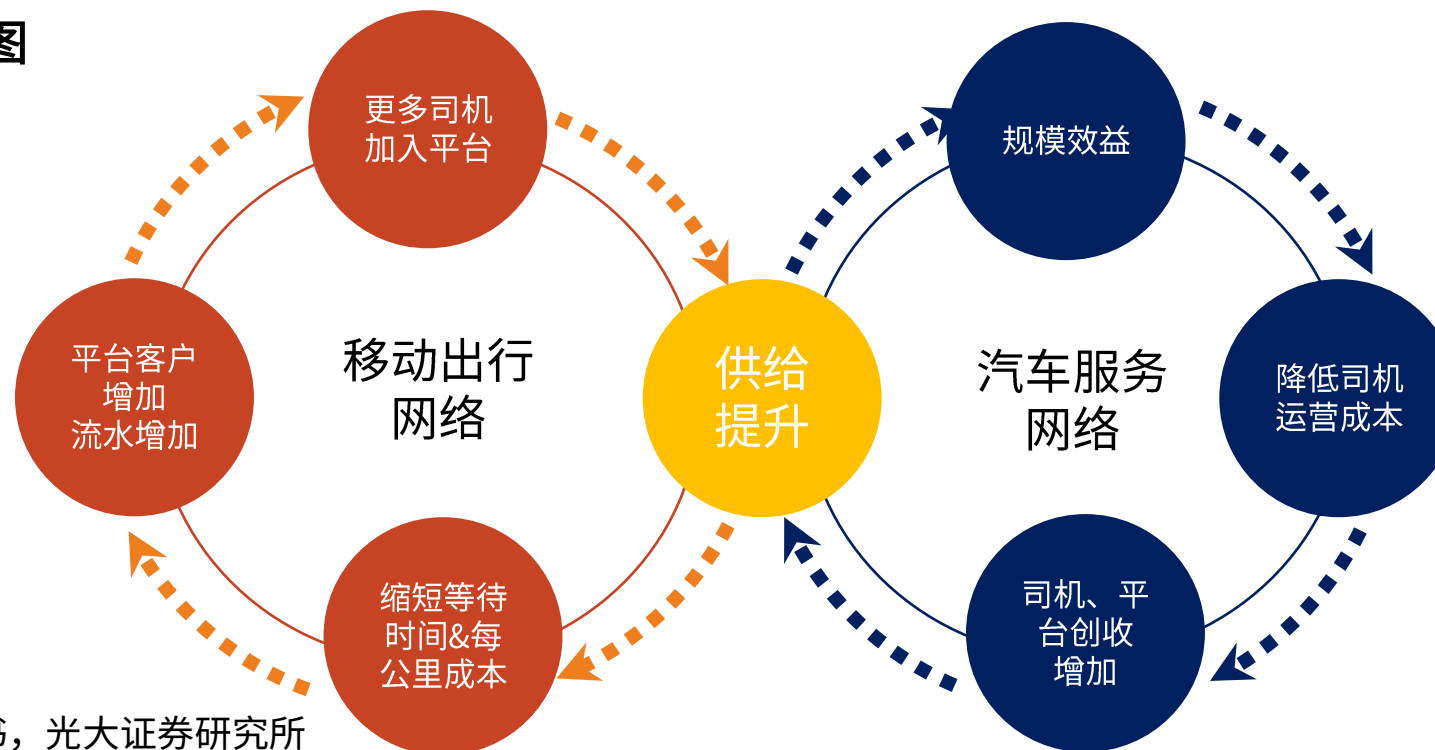 图
更多司机
加入平台
规模效益
平台客户
增加
流水增加
移动出行
网络
供给
提升
汽车服务
网络
降低司机
运营成本
缩短等待
时间&每
公里成本
司机、平
台创收
增加
书，光大证券研究所